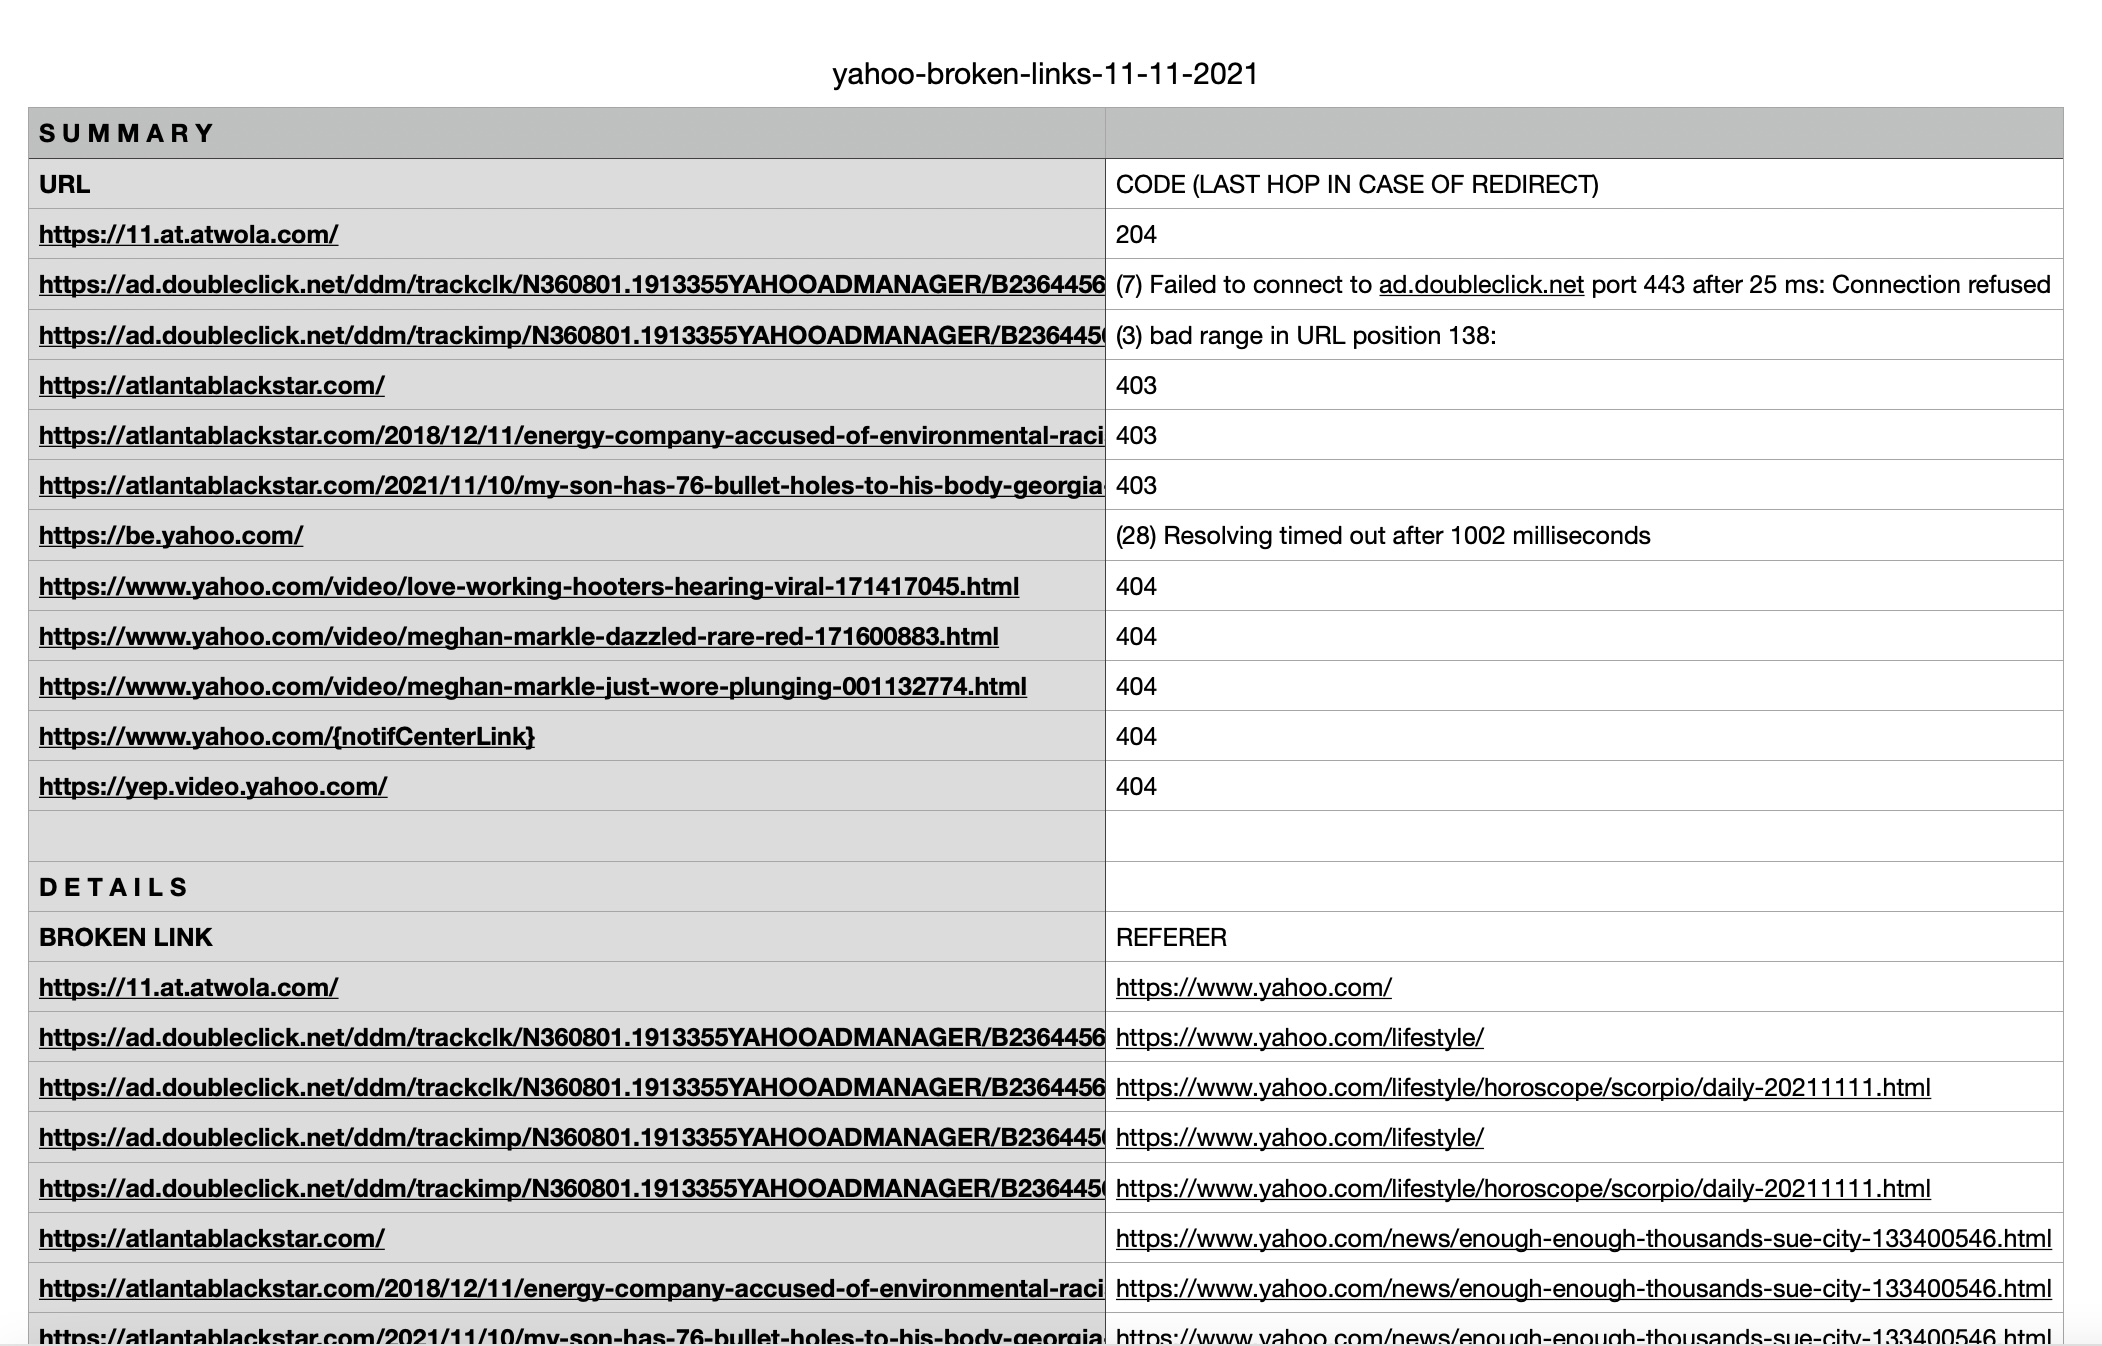 yahoo-broken-links-11-11-2021
S U M M A R Y
URL CODE (LAST HOP IN CASE OF REDIRECT)
https://11.at.atwola.com/ 204
https://ad.doubleclick.net/ddm/trackclk/N360801.1913355YAHOOADMANAGER/B2364456 (7) Failed to connect to ad.doubleclick.net port 443 after 25 ms: Connection refused
https://ad.doubleclick.net/ddm/trackimp/N360801.1913355YAHOOADMANAGER/B236445 (3) bad range in URL position 138:
https://atlantablackstar.com/ 403
https://atlantablackstar.com/2018/12/11/energy-company-accused-of-environmental-raci 403
https://atlantablackstar.com/2021/11/10/my-son-has-76-bullet-holes-to-his-body-georgia- 403
https://be.yahoo.com/ (28) Resolving timed out after 1002 milliseconds
https://www.yahoo.com/video/love-working-hooters-hearing-viral-171417045.html 404
https://www.yahoo.com/video/meghan-markle-dazzled-rare-red-171600883.html 404
https://www.yahoo.com/video/meghan-markle-just-wore-plunging-001132774.html 404
https://www.yahoo.com/{notifCenterLink} 404
https://yep.video.yahoo.com/ 404
D E T A I L S
BROKEN LINK REFERER
https://11.at.atwola.com/ https://www.yahoo.com/
https://ad.doubleclick.net/ddm/trackclk/N360801.1913355YAHOOADMANAGER/B2364456 https://www.yahoo.com/lifestyle/
https://ad.doubleclick.net/ddm/trackclk/N360801.1913355YAHOOADMANAGER/B2364456 https://www.yahoo.com/lifestyle/horoscope/scorpio/daily-20211111.html
https://ad.doubleclick.net/ddm/trackimp/N360801.1913355YAHOOADMANAGER/B236445 https://www.yahoo.com/lifestyle/
https://ad.doubleclick.net/ddm/trackimp/N360801.1913355YAHOOADMANAGER/B236445 https://www.yahoo.com/lifestyle/horoscope/scorpio/daily-20211111.html
https://atlantablackstar.com/ https://www.yahoo.com/news/enough-enough-thousands-sue-city-133400546.html
https://atlantablackstar.com/2018/12/11/energy-company-accused-of-environmental-raci https://www.yahoo.com/news/enough-enough-thousands-sue-city-133400546.html
https://atlantablackstar.com/2021/11/10/my-son-has-76-bullet-holes-to-his-body-georgia- https://www.yahoo.com/news/enough-enough-thousands-sue-city-133400546.html